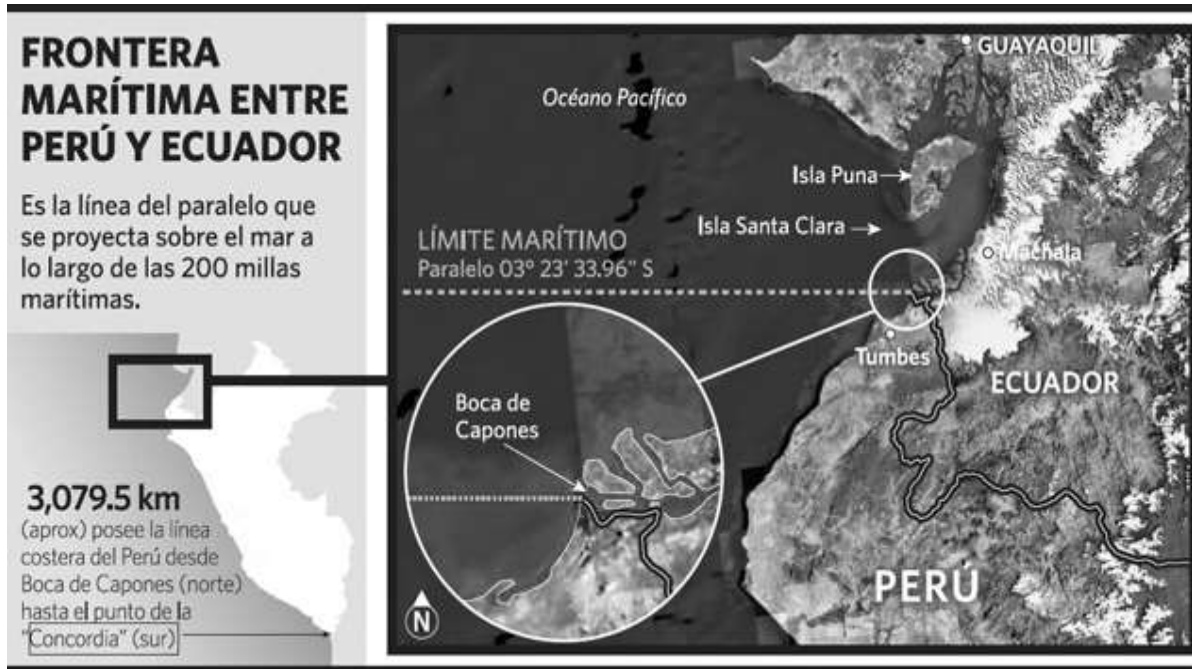 FRONTERA
MARÍTIMA ENTRE
PERÚ Y ECUADOR
Es la línea del paralelo que
se proyecta sobre el mar a
lo largo de las 200 millas
marítimas.
3,079.5 km
(aprox) posee la línea
costera del Perú desde
Boca de Capones (norte)
hasta el punto de la
"Concordia" (sur)
GUAYAQUIL
Océano Pacífico
Isla Puna
Isla Santa Clara
LÍMITE MARÍTIMO
Paralelo 03° 23' 33.96" S
Machala
Tumbes
ECUADOR
Boca de
Capones
PERÚ
N